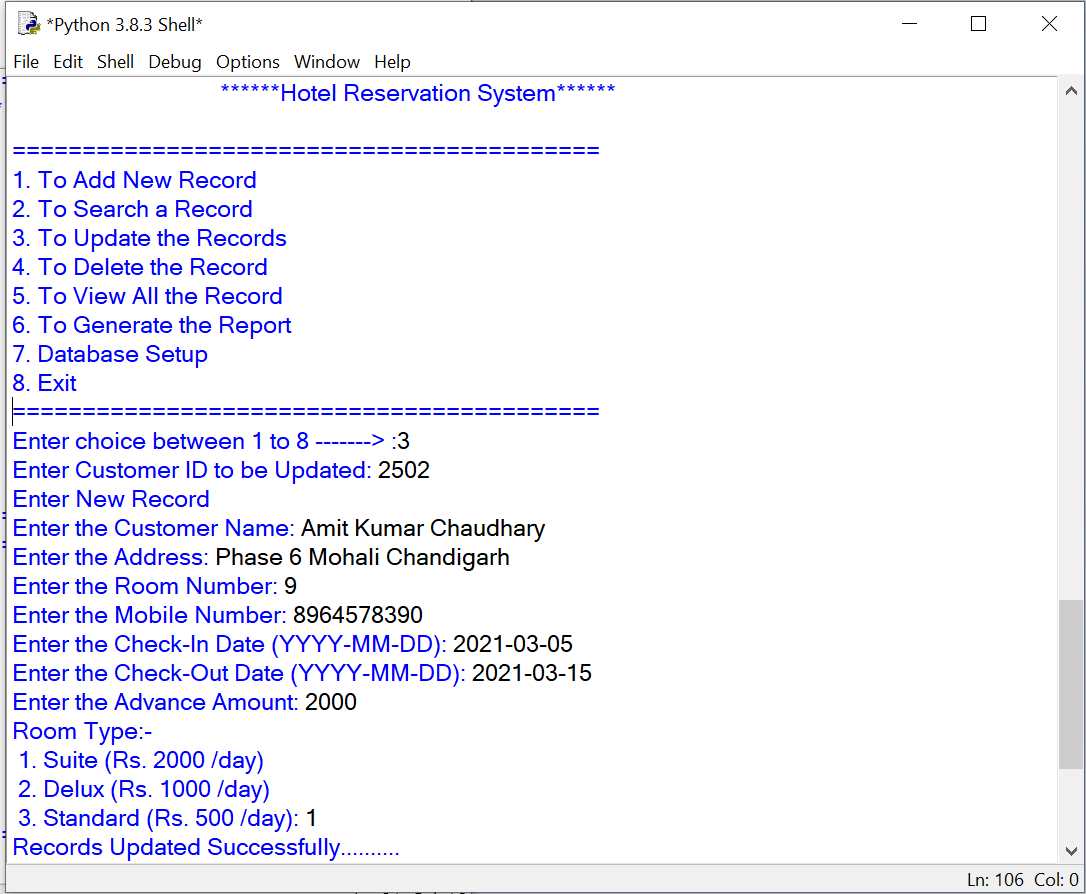 *Python 3.8.3 Shell*
File Edit Shell Debug Options Window Help
******Hotel Reservation System******
==========================================
1. To Add New Record
2. To Search a Record
3. To Update the Records
4. To Delete the Record
5. To View All the Record
6. To Generate the Report
7. Database Setup
8. Exit
==========================================
Enter choice between 1 to 8 -------> :3
Enter Customer ID to be Updated: 2502
Enter New Record
Enter the Customer Name: Amit Kumar Chaudhary
Enter the Address: Phase 6 Mohali Chandigarh
Enter the Room Number: 9
Enter the Mobile Number: 8964578390
Enter the Check-In Date (YYYY-MM-DD): 2021-03-05
Enter the Check-Out Date (YYYY-MM-DD): 2021-03-15
Enter the Advance Amount: 2000
Room Type:-
1. Suite (Rs. 2000 /day)
2. Delux (Rs. 1000 /day)
3. Standard (Rs. 500 /day): 1
Records Updated Successfully..........
Ln: 106 Col: 0